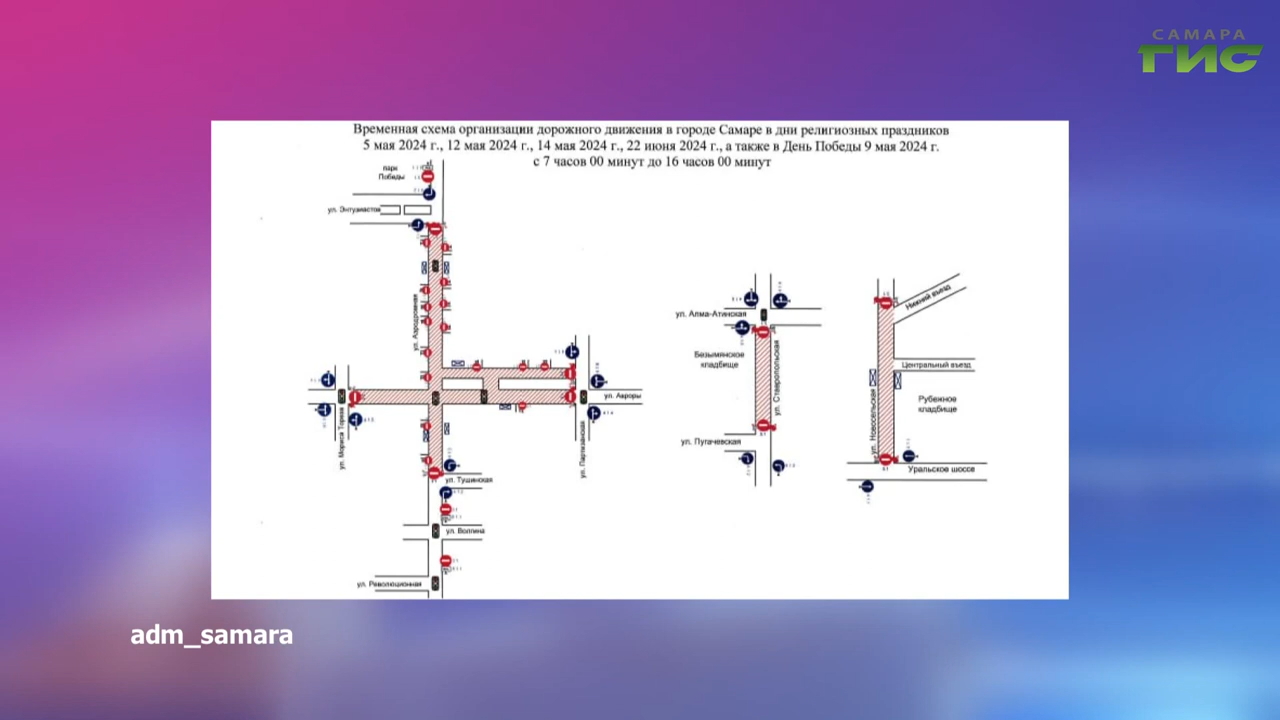 САМАРА
ГИС
Временная схема организации дорожного движения в городе Самаре в дни религиозных праздников
5 мая 2024 г., 12 мая 2024 г., 14 мая 2024 г., 22 июня 2024 г., а также в День Победы 9 мая 2024 г.
с 7 часов 00 минут до 16 часов 00 минут
парк
Победы
ул. Энтузиастов
ул. Аэродромная
ул. Мориса Тореза
ул. Авроры
ул. Партизанская
ул. Тушинская
ул. Волгина
ул. Революционная
ул. Алма-Атинская
Безымянское
кладбище
ул. Ставропольская
ул. Пугачевская
Нижний въезд
Центральный въезд
ул. Новосельская
Рубежное
кладбище
Уральское шоссе
adm_samara